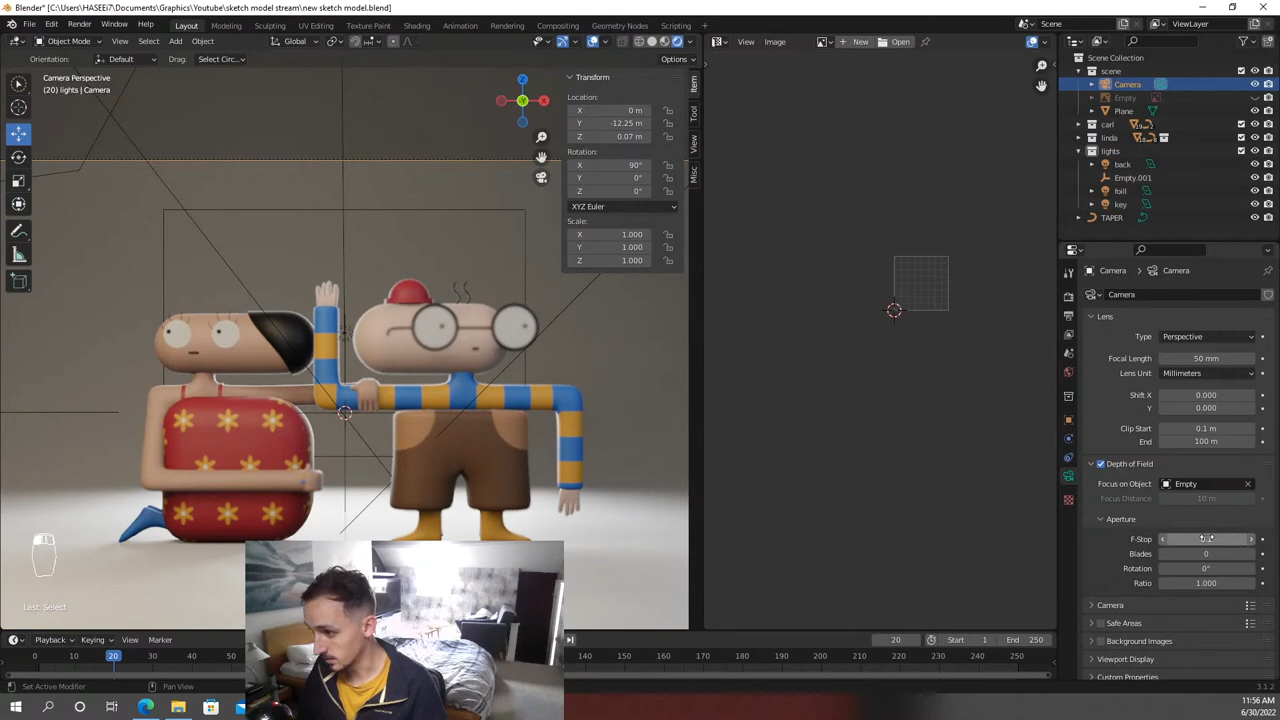 Blender* [C:\Users\HASEEi7\Documents\Graphics\Youtube\sketch model stream\new sketch model.blend]
File Edit Render Window Help Layout Modeling Sculpting UV Editing Texture Paint Shading Animation Rendering Compositing Geometry Nodes Scripting Scene ViewLayer
Object Mode View Select Add Object Global View Image New Open
Orientation: Default Drag: Select Circ... Options
Camera Perspective
(20) lights | Camera
Z
X
Y
Transform
Location:
X 0 m
Y -12.25 m
Z 0.07 m
Rotation:
X 90°
Y 0°
Z 0°
XYZ Euler
Scale:
X 1.000
Y 1.000
Z 1.000
Item
Tool
View
Misc
Scene Collection
scene
Camera
Empty
Plane
carl
linda
lights
back
Empty.001
foill
key
TAPER
Camera Camera
Camera
Lens
Type Perspective
Focal Length 50 mm
Lens Unit Millimeters
Shift X 0.000
Y 0.000
Clip Start 0.1 m
End 100 m
Depth of Field
Focus on Object Empty
Focus Distance 10 m
Aperture
F-Stop
Blades 0
Rotation 0°
Ratio 1.000
Camera
Safe Areas
Background Images
Viewport Display
Custom Properties
Last: Select
Playback Keying View Marker 20 Start 1 End 250
0 10 20 30 40 140 150 160 170 180 190 200 210 220 230 240 250
Set Active Modifier Pan View 3.1.2
11:56 AM
6/30/2022